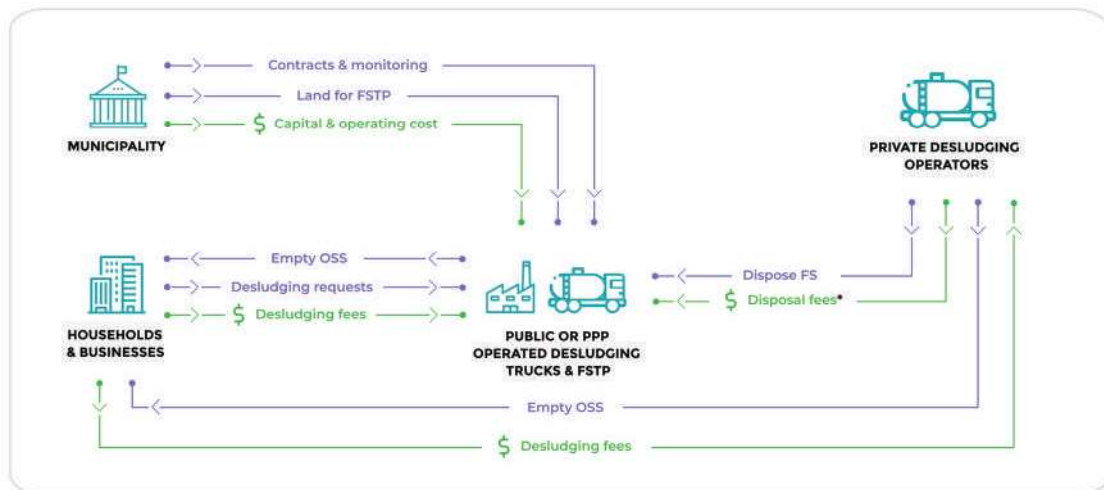 Contracts & monitoring
Land for FSTP
$ Capital & operating cost
MUNICIPALITY
PRIVATE DESLUDGING
OPERATORS
Empty OSS
Desludging requests
$ Desludging fees
Dispose FS
$ Disposal fees*
HOUSEHOLDS
& BUSINESSES
PUBLIC OR PPP
OPERATED DESLUDGING
TRUCKS & FSTP
Empty OSS
$ Desludging fees